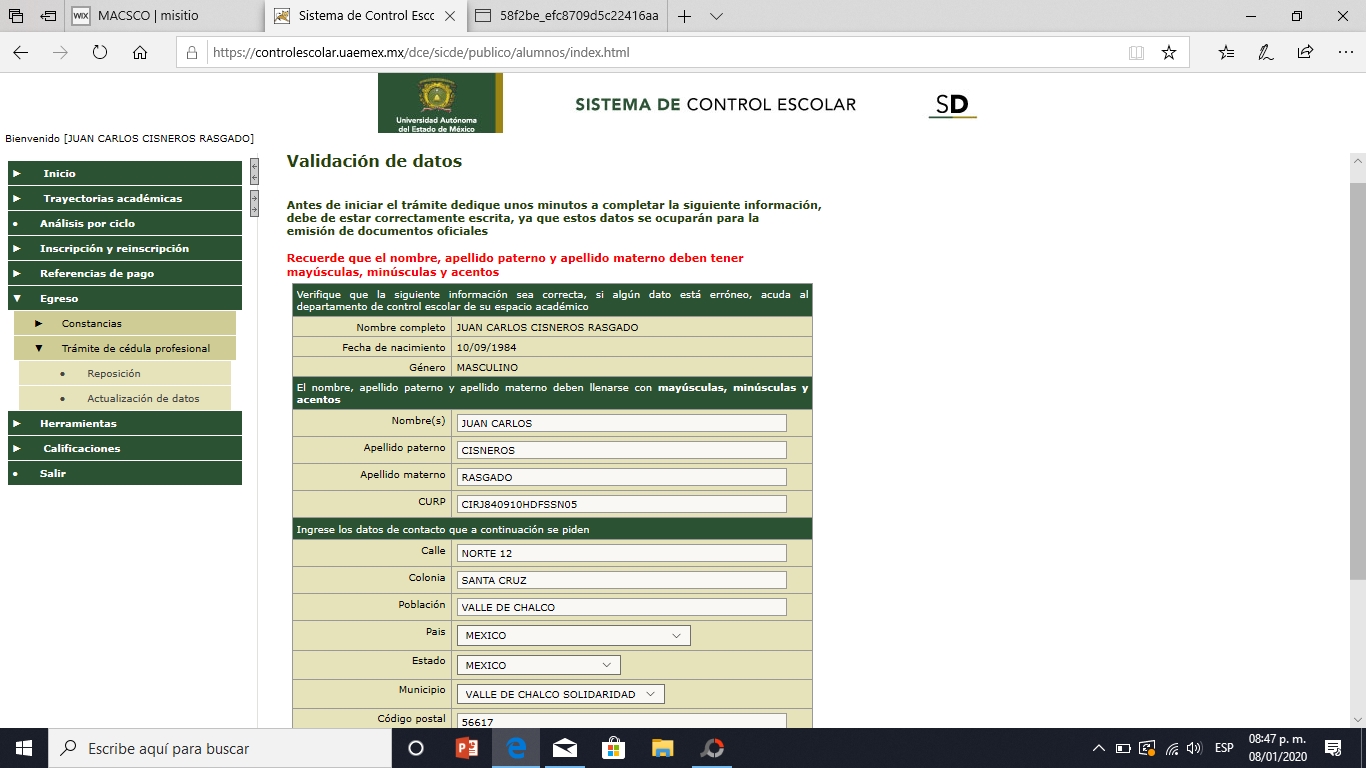 WIX MACSCO | misitio
Sistema de Control Escc
58f2be_efc8709d5c22416aa
https://controlescolar.uaemex.mx/dce/sicde/publico/alumnos/index.html
Universidad Autónoma
del Estado de México
SISTEMA DE CONTROL ESCOLAR
SD
Bienvenido [JUAN CARLOS CISNEROS RASGADO]
Inicio
Trayectorias académicas
Análisis por ciclo
Inscripción y reinscripción
Referencias de pago
Egreso
Constancias
Trámite de cédula profesional
Reposición
Actualización de datos
Herramientas
Calificaciones
Salir
Validación de datos
Antes de iniciar el trámite dedique unos minutos a completar la siguiente información,
debe de estar correctamente escrita, ya que estos datos se ocuparán para la
emisión de documentos oficiales
Recuerde que el nombre, apellido paterno y apellido materno deben tener
mayúsculas, minúsculas y acentos
Verifique que la siguiente información sea correcta, si algún dato está erróneo, acuda al
departamento de control escolar de su espacio académico
Nombre completo JUAN CARLOS CISNEROS RASGADO
Fecha de nacimiento 10/09/1984
Género MASCULINO
El nombre, apellido paterno y apellido materno deben llenarse con mayúsculas, minúsculas y
acentos
Nombre(s) JUAN CARLOS
Apellido paterno CISNEROS
Apellido materno RASGADO
CURP CIRJ840910HDFSSN05
Ingrese los datos de contacto que a continuación se piden
Calle NORTE 12
Colonia SANTA CRUZ
Población VALLE DE CHALCO
Pais MEXICO
Estado MEXICO
Municipio VALLE DE CHALCO SOLIDARIDAD
Código postal 56617
Escribe aquí para buscar
ESP
08:47 p. m.
08/01/2020